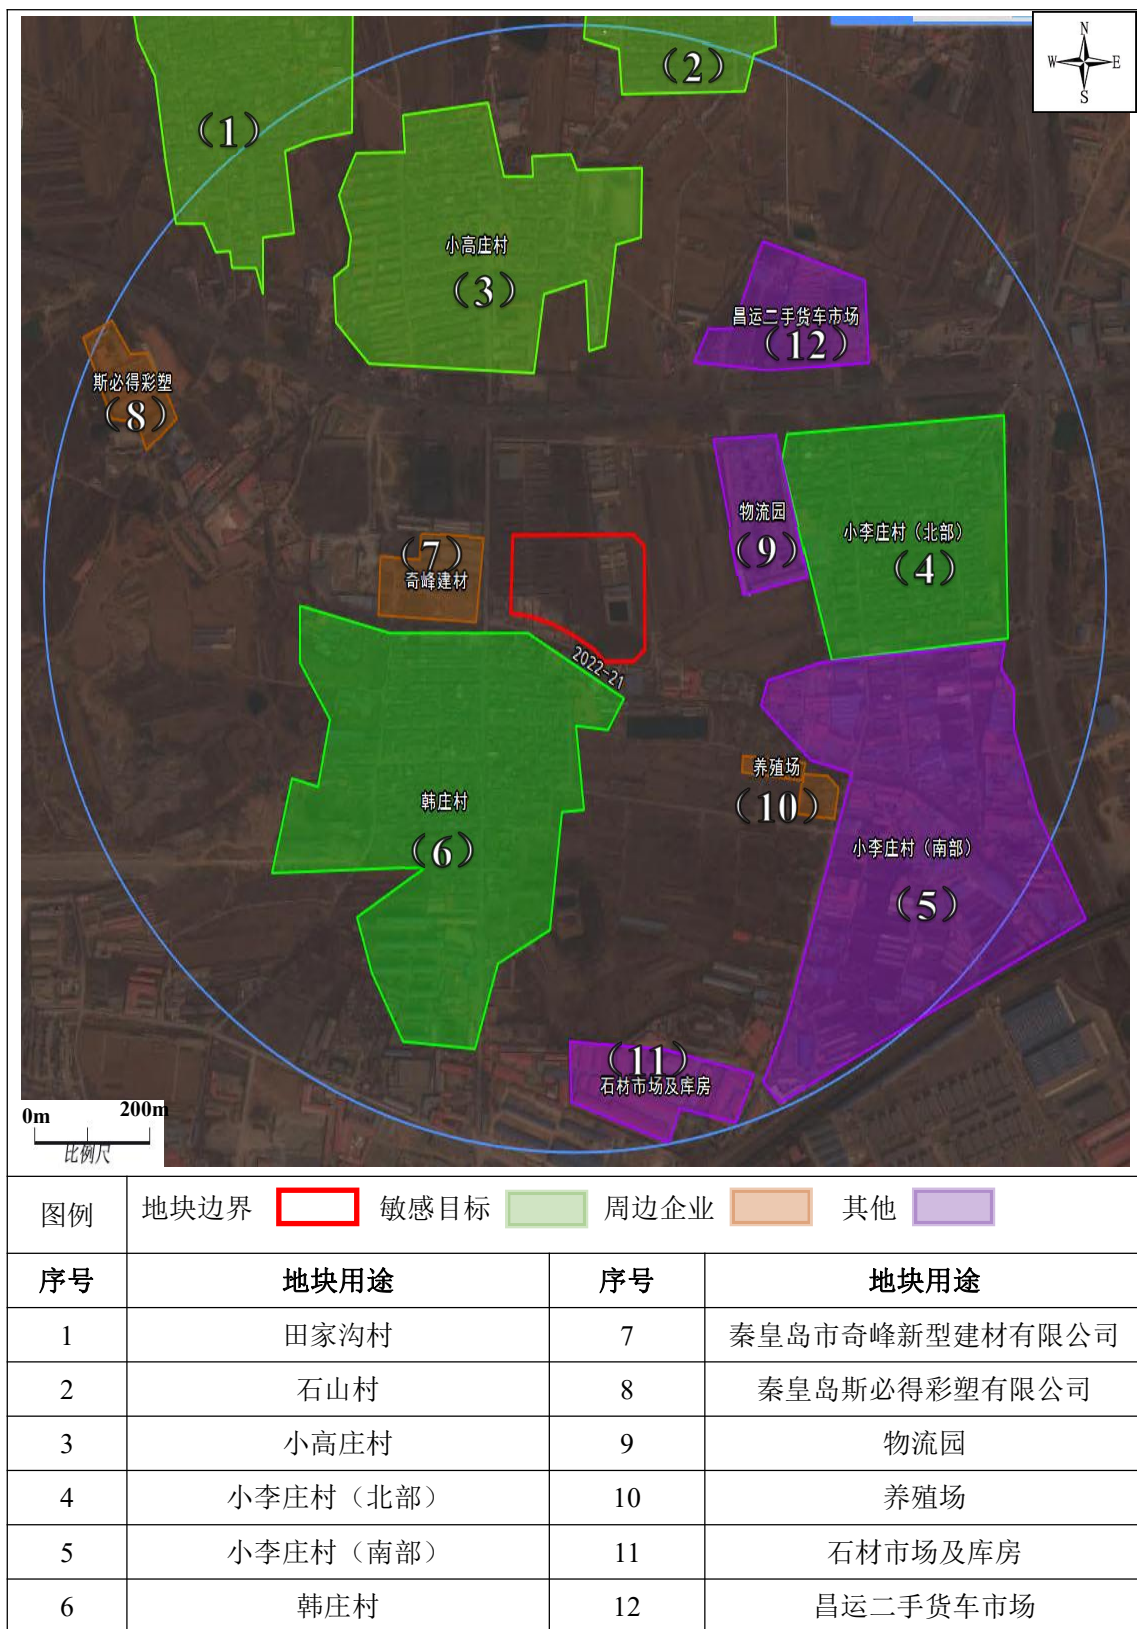 N
W E
S
（2）
（1）
小高庄村
（3）
昌运二手货车市场
（12）
斯必得彩塑
（8）
物流园
（9）
小李庄村（北部）
（4）
（7）
奇峰建材
2022-21
养殖场
（10）
韩庄村
（6）
小李庄村（南部）
（5）
（11）
石材市场及库房
0m 200m
比例尺
图例 地块边界 敏感目标 周边企业 其他
序号 地块用途 序号 地块用途
1 田家沟村 7 秦皇岛市奇峰新型建材有限公司
2 石山村 8 秦皇岛斯必得彩塑有限公司
3 小高庄村 9 物流园
4 小李庄村（北部） 10 养殖场
5 小李庄村（南部） 11 石材市场及库房
6 韩庄村 12 昌运二手货车市场